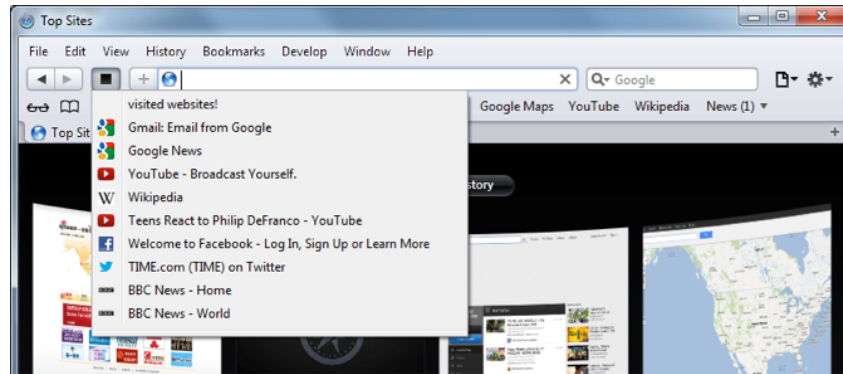 Top Sites
File Edit View History Bookmarks Develop Window Help
Google
Google Maps YouTube Wikipedia News (1)
Top Sit
visited websites!
Gmail: Email from Google
Google News
YouTube - Broadcast Yourself.
Wikipedia
Teens React to Philip DeFranco - YouTube
Welcome to Facebook - Log In, Sign Up or Learn More
TIME.com (TIME) on Twitter
BBC News - Home
BBC News - World
story